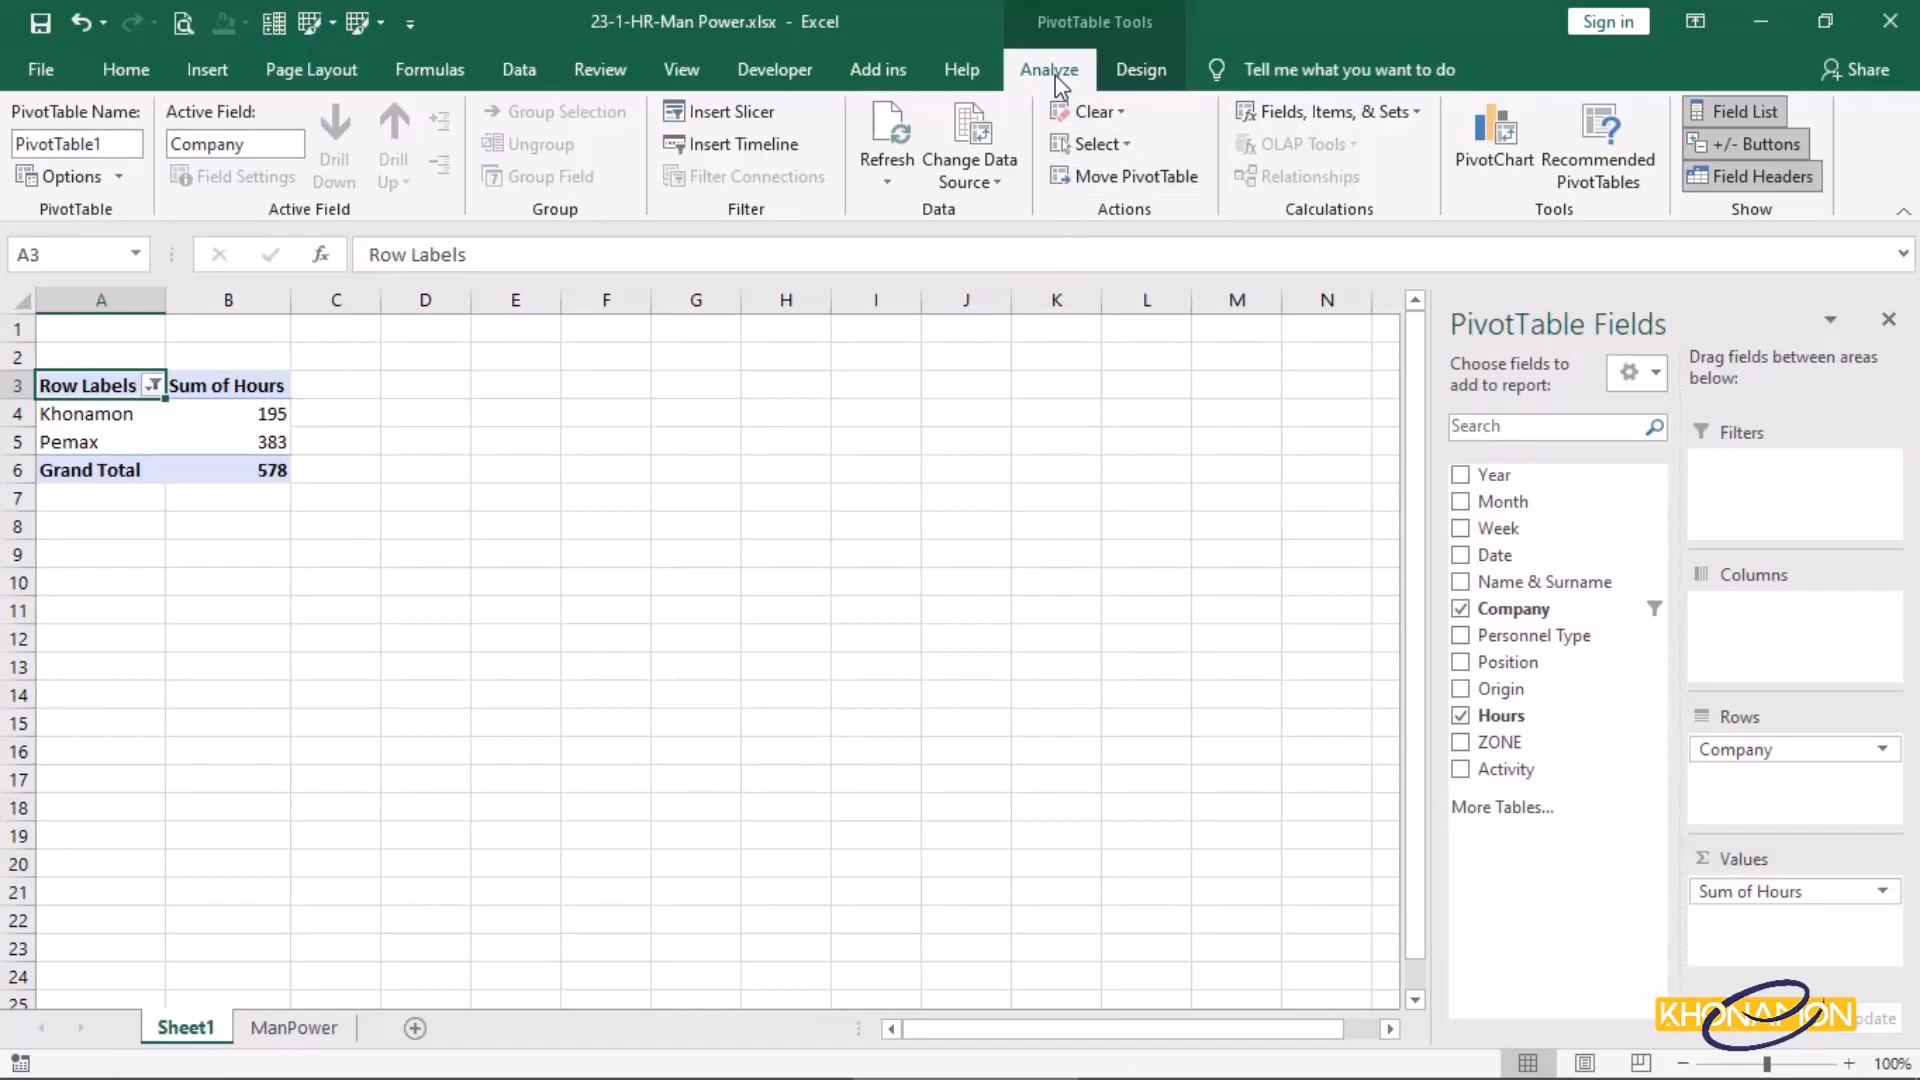 23-1-HR-Man Power.xlsx - Excel
PivotTable Tools
Sign in
File Home Insert Page Layout Formulas Data Review View Developer Add ins Help Analyze Design Tell me what you want to do Share
PivotTable Name:
PivotTable1
Options
PivotTable
Active Field:
Company
Field Settings
Drill Down
Drill Up
Active Field
Group Selection
Ungroup
Group Field
Group
Insert Slicer
Insert Timeline
Filter Connections
Filter
Refresh
Change Data Source
Data
Clear
Select
Move PivotTable
Actions
Fields, Items, & Sets
OLAP Tools
Relationships
Calculations
PivotChart
Recommended PivotTables
Tools
Field List
+/- Buttons
Field Headers
Show
A3
fx
Row Labels
A B C D E F G H I J K L M N
1
2
3 Row Labels Sum of Hours
4 Khonamon 195
5 Pemax 383
6 Grand Total 578
7
8
9
10
11
12
13
14
15
16
17
18
19
20
21
22
23
24
25
PivotTable Fields
Choose fields to
add to report:
Search
Year
Month
Week
Date
Name & Surname
Company
Personnel Type
Position
Origin
Hours
ZONE
Activity
More Tables...
Drag fields between areas
below:
Filters
Columns
Rows
Company
Σ Values
Sum of Hours
KHONAMON
Sheet1 ManPower
100%